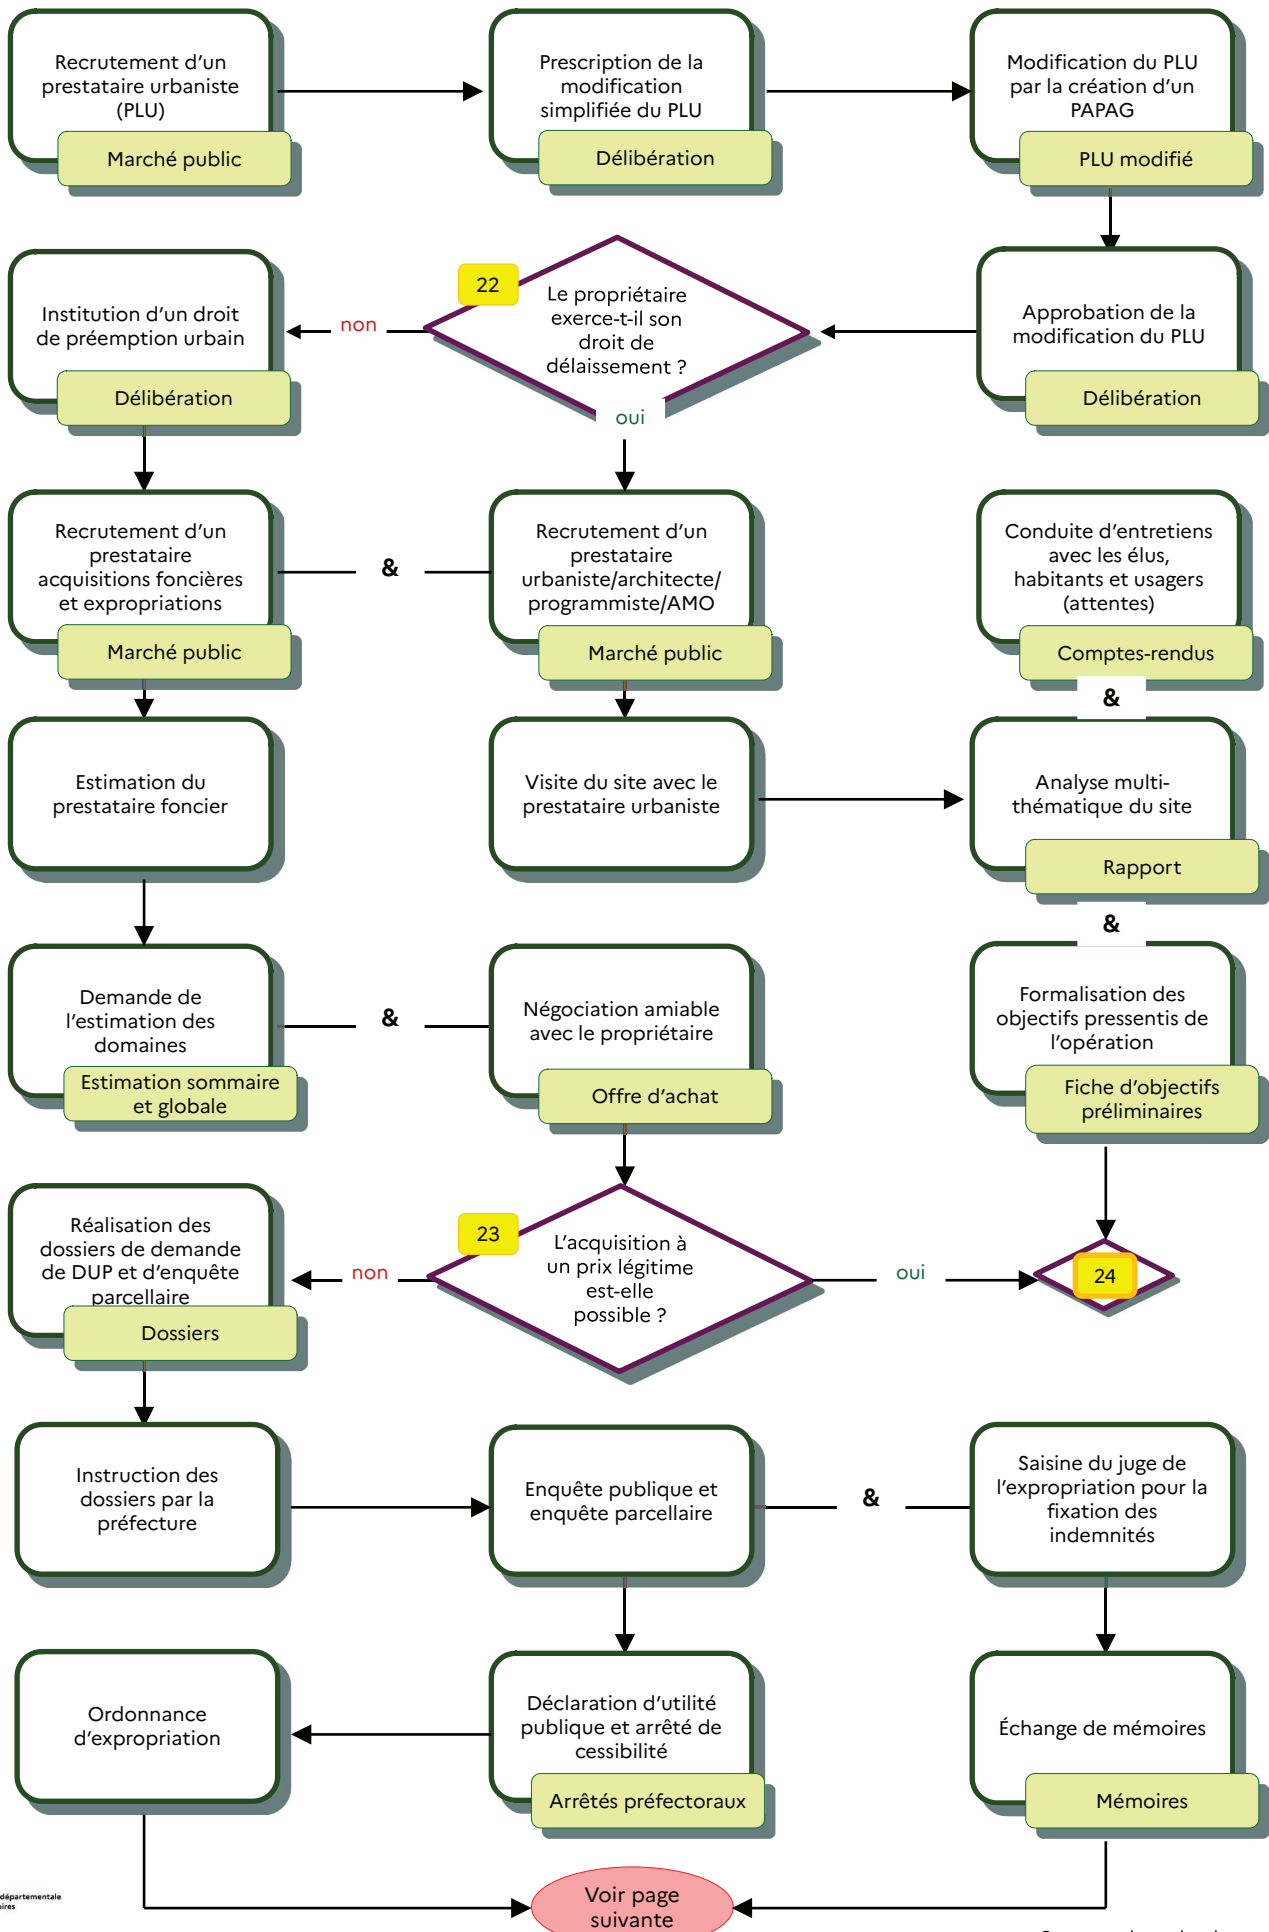 Recrutement d'un
prestataire urbaniste
(PLU)
Marché public
Prescription de la
modification
simplifiée du PLU
Délibération
Modification du PLU
par la création d'un
PAPAG
PLU modifié
Institution d'un droit
de préemption urbain
Délibération
non
22
Le propriétaire
exerce-t-il son
droit de
délaissement ?
oui
Approbation de la
modification du PLU
Délibération
Recrutement d'un
prestataire
acquisitions foncières
et expropriations
Marché public
&
Recrutement d'un
prestataire
urbaniste/architecte/
programmiste/AMO
Marché public
Conduite d'entretiens
avec les élus,
habitants et usagers
(attentes)
Comptes-rendus
&
Estimation du
prestataire foncier
Visite du site avec le
prestataire urbaniste
Analyse multi-
thématique du site
Rapport
&
Demande de
l'estimation des
domaines
Estimation sommaire
et globale
&
Négociation amiable
avec le propriétaire
Offre d'achat
Formalisation des
objectifs pressentis de
l'opération
Fiche d'objectifs
préliminaires
Réalisation des
dossiers de demande
de DUP et d'enquête
parcellaire
Dossiers
non
23
L'acquisition à
un prix légitime
est-elle
possible ?
oui
24
Instruction des
dossiers par la
préfecture
Enquête publique et
enquête parcellaire
&
Saisine du juge de
l'expropriation pour la
fixation des
indemnités
Ordonnance
d'expropriation
Déclaration d'utilité
publique et arrêté de
cessibilité
Arrêtés préfectoraux
Échange de mémoires
Mémoires
départementale
Voir page
suivante